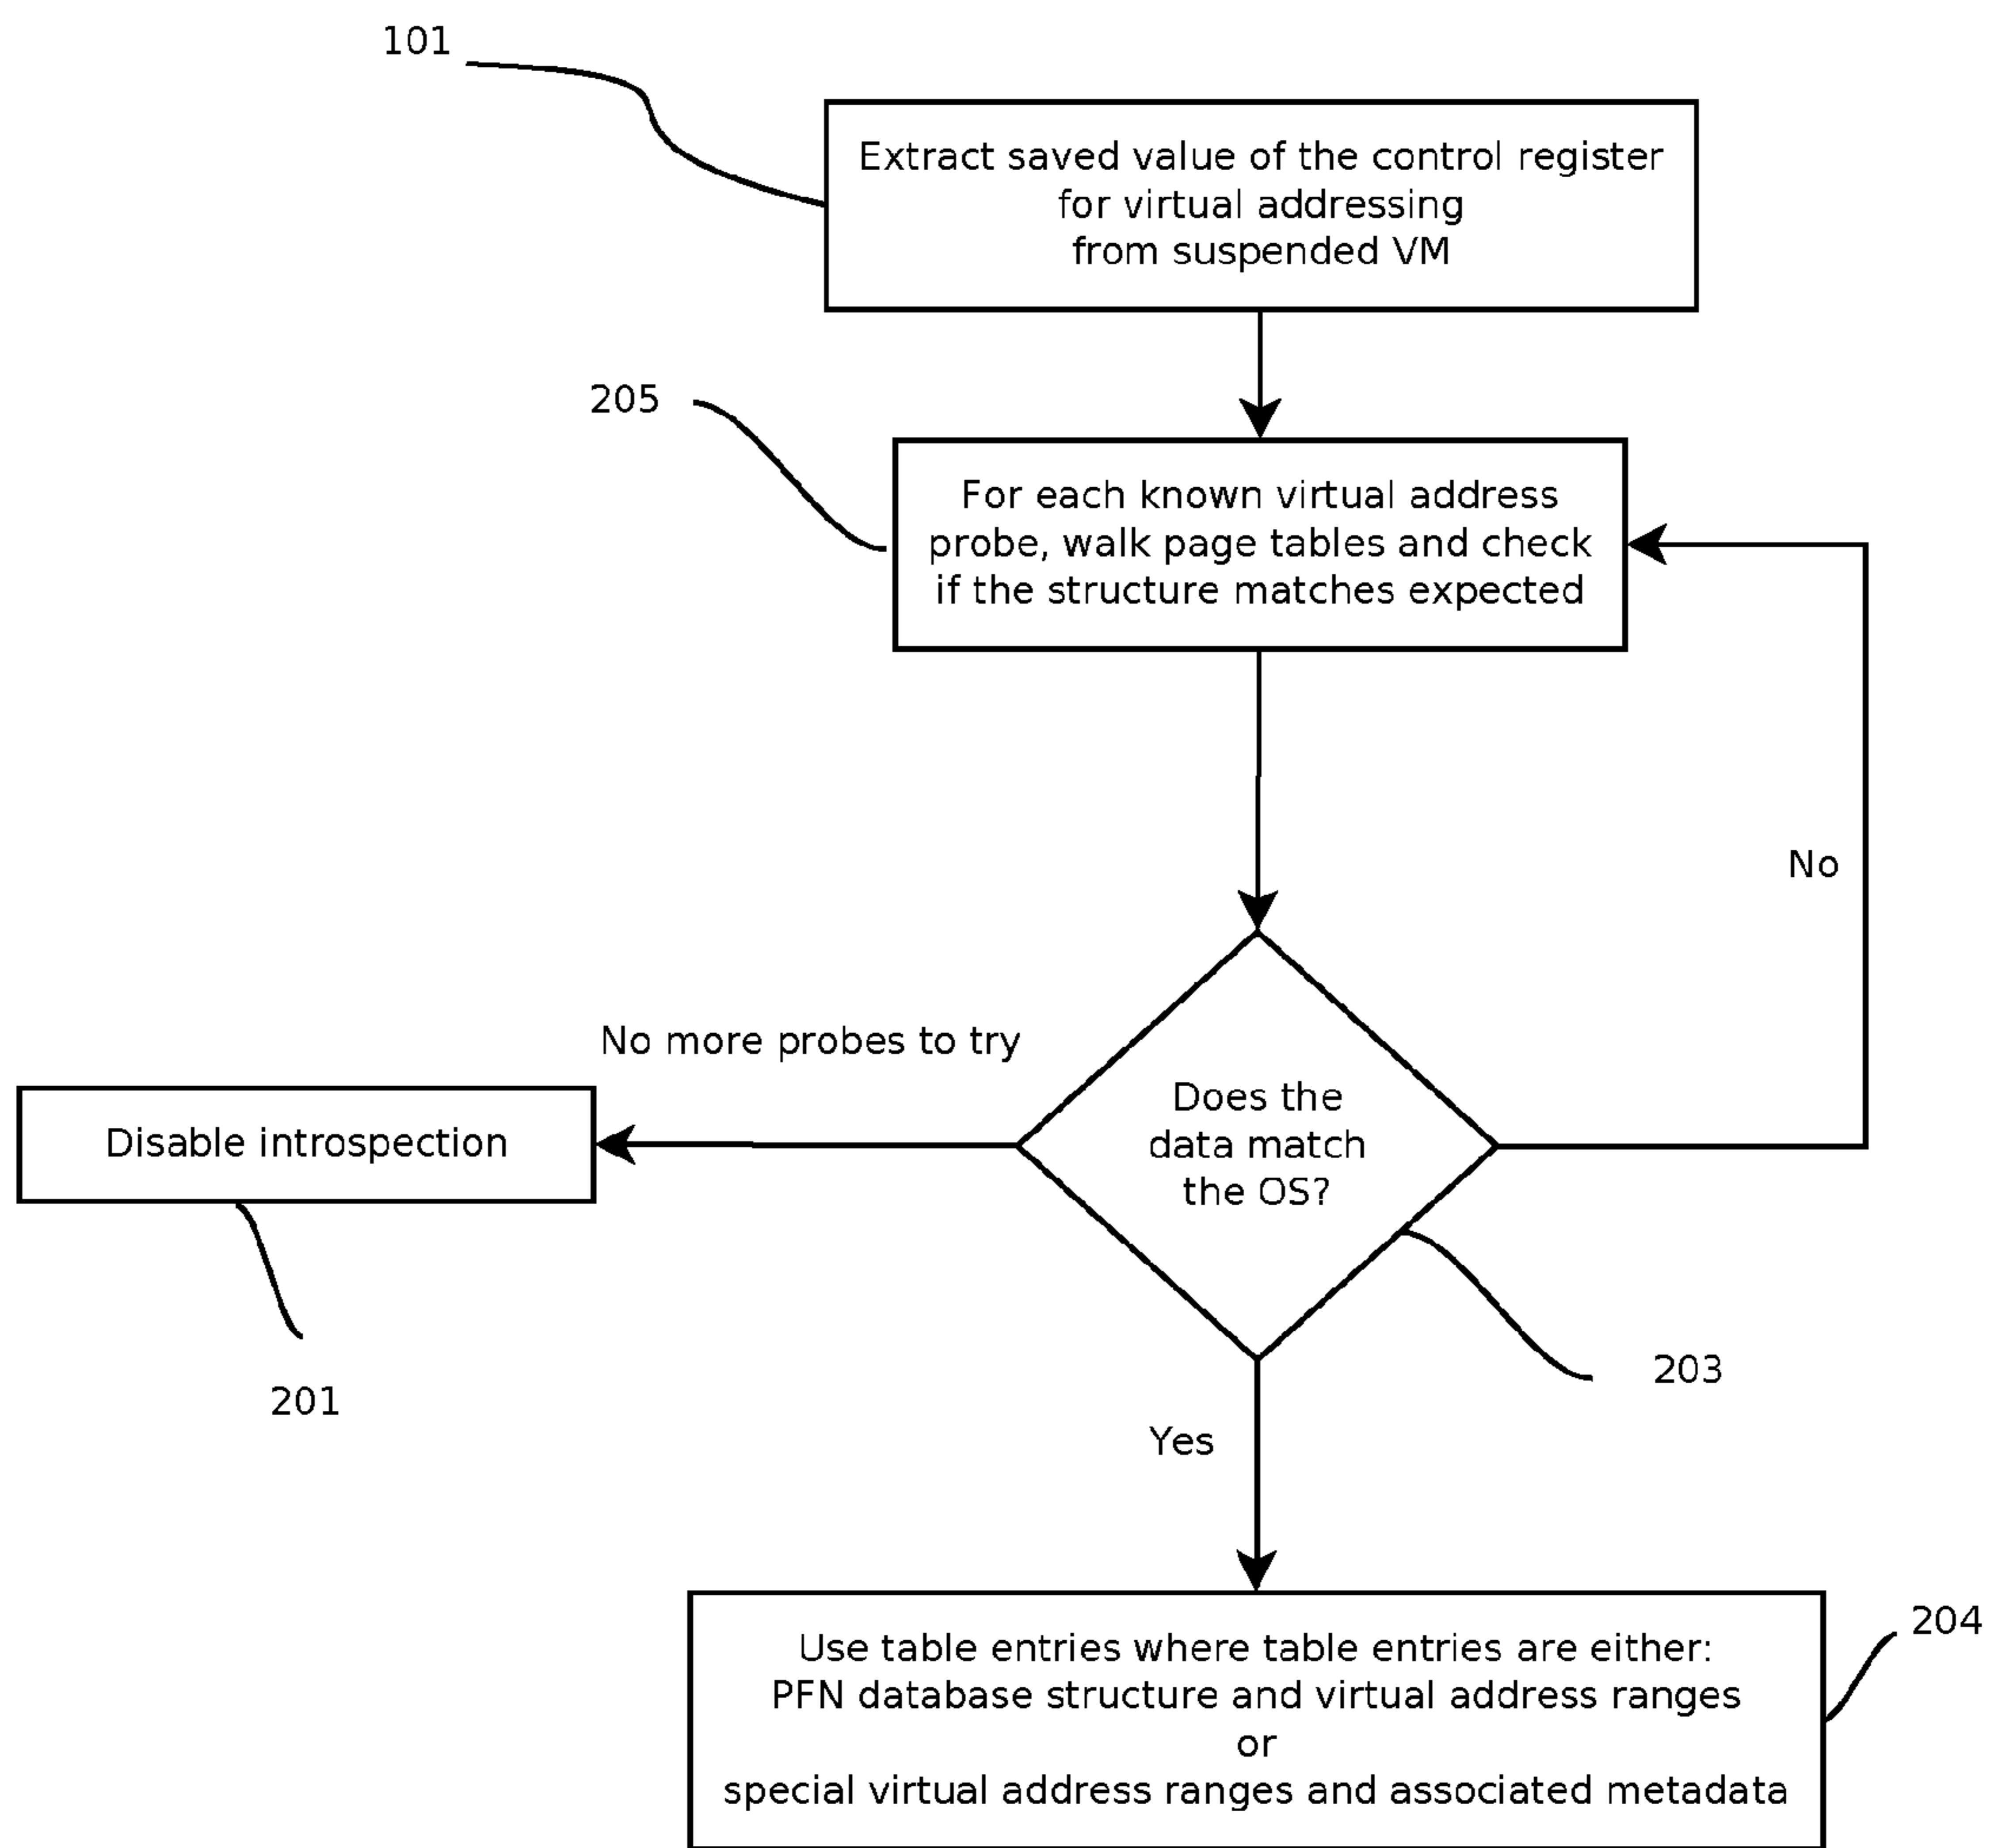 101
Extract saved value of the control register
for virtual addressing
from suspended VM
205
For each known virtual address
probe, walk page tables and check
if the structure matches expected
No
No more probes to try
Does the
data match
the OS?
Disable introspection
203
201
Yes
204
Use table entries where table entries are either:
PFN database structure and virtual address ranges
or
special virtual address ranges and associated metadata